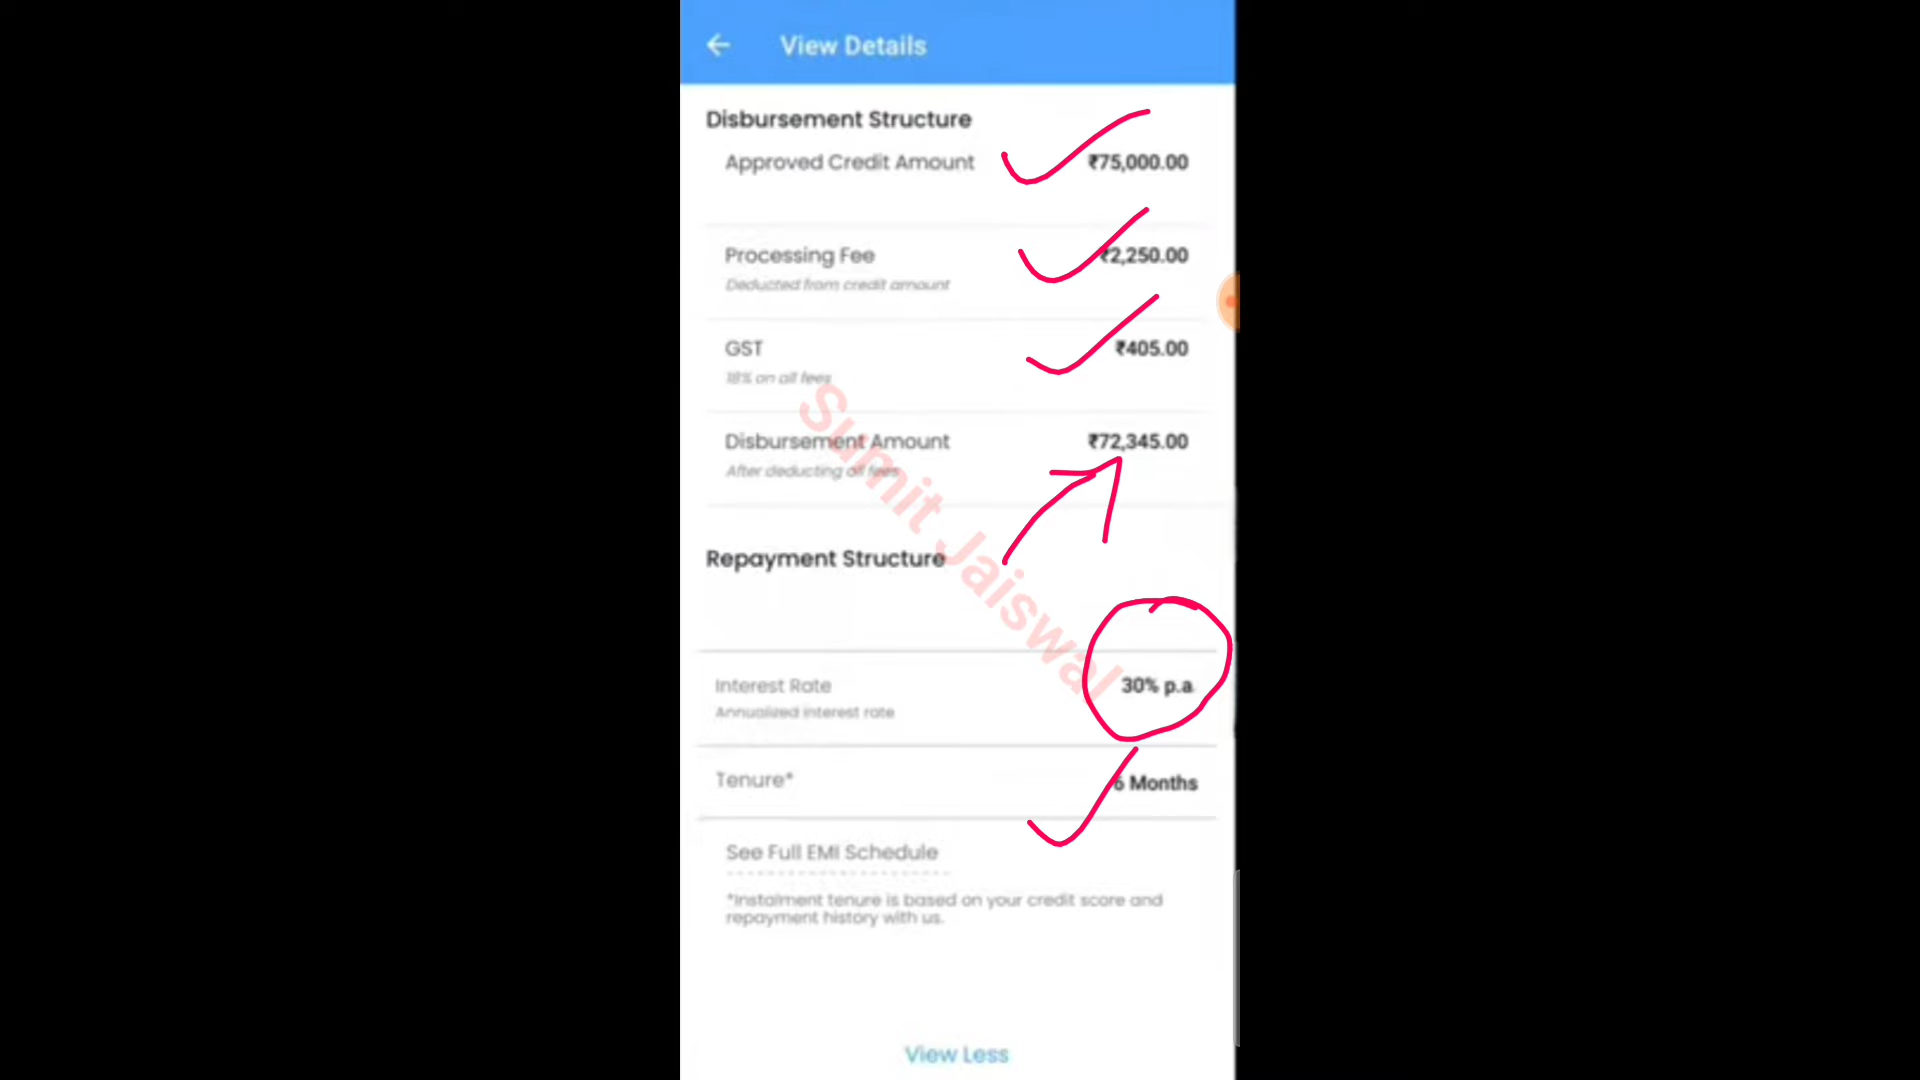 View Details
Disbursement Structure
Approved Credit Amount ₹75,000.00
Processing Fee ₹2,250.00
Deducted from credit amount
GST ₹405.00
18% on all fees
Disbursement Amount ₹72,345.00
After deducting all fees
Sumit Jaiswal
Repayment Structure
Interest Rate 30% p.a
Annualized interest rate
Tenure* 6 Months
See Full EMI Schedule
*Instalment tenure is based on your credit score and
repayment history with us.
View Less